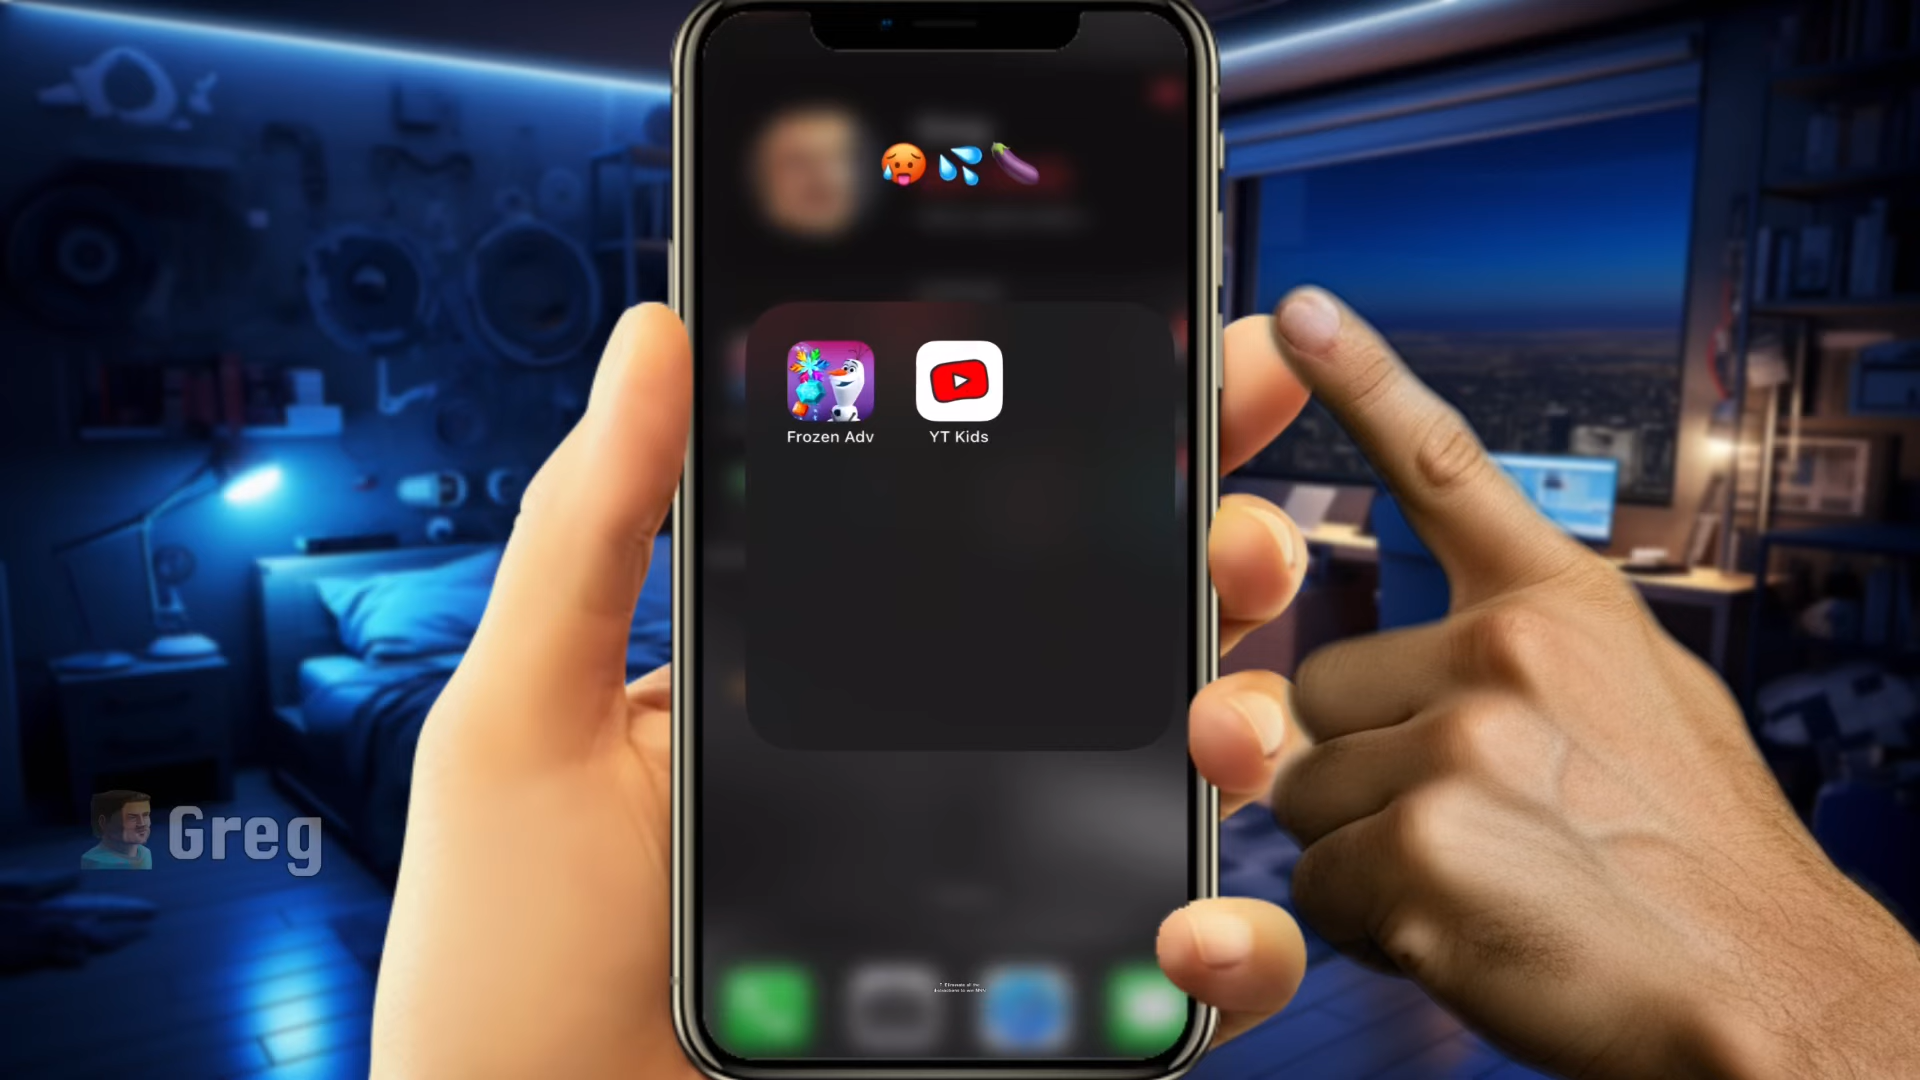 🥵💦🍆
Frozen Adv
YT Kids
Greg